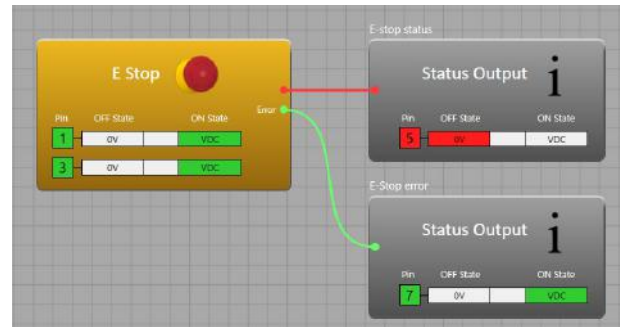 E-stop status
E Stop
Status Output i
Error
Pin OFF State ON State
1 0V VDC
3 0V VDC
Pin OFF State ON State
5 0V VDC
E-Stop error
Status Output i
Pin OFF State ON State
7 0V VDC